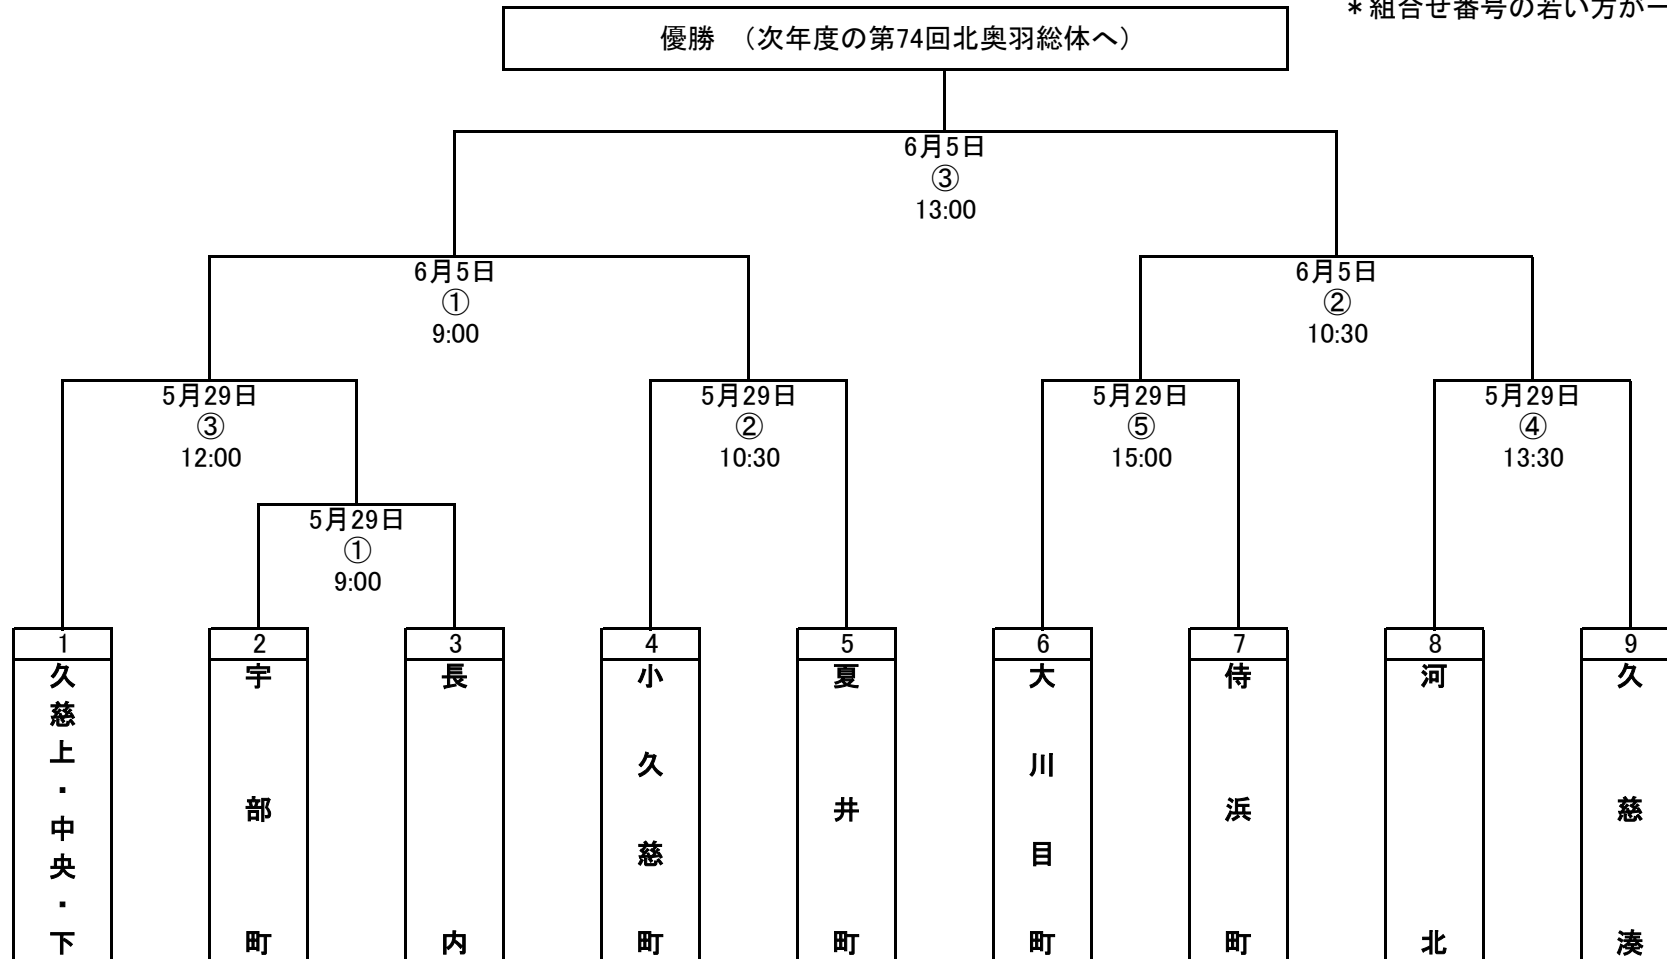 *組合せ番号の若い方が一
優勝 (次年度の第74回北奥羽総体へ)
6月5日
③
13:00
6月5日
①
9:00
6月5日
②
10:30
5月29日
③
12:00
5月29日
②
10:30
5月29日
⑤
15:00
5月29日
④
13:30
5月29日
①
9:00
1
2
3
4
5
6
7
8
9
久慈上・中央・下
宇部町
長内
小久慈町
夏井町
大川目町
侍浜町
河北
久慈湊